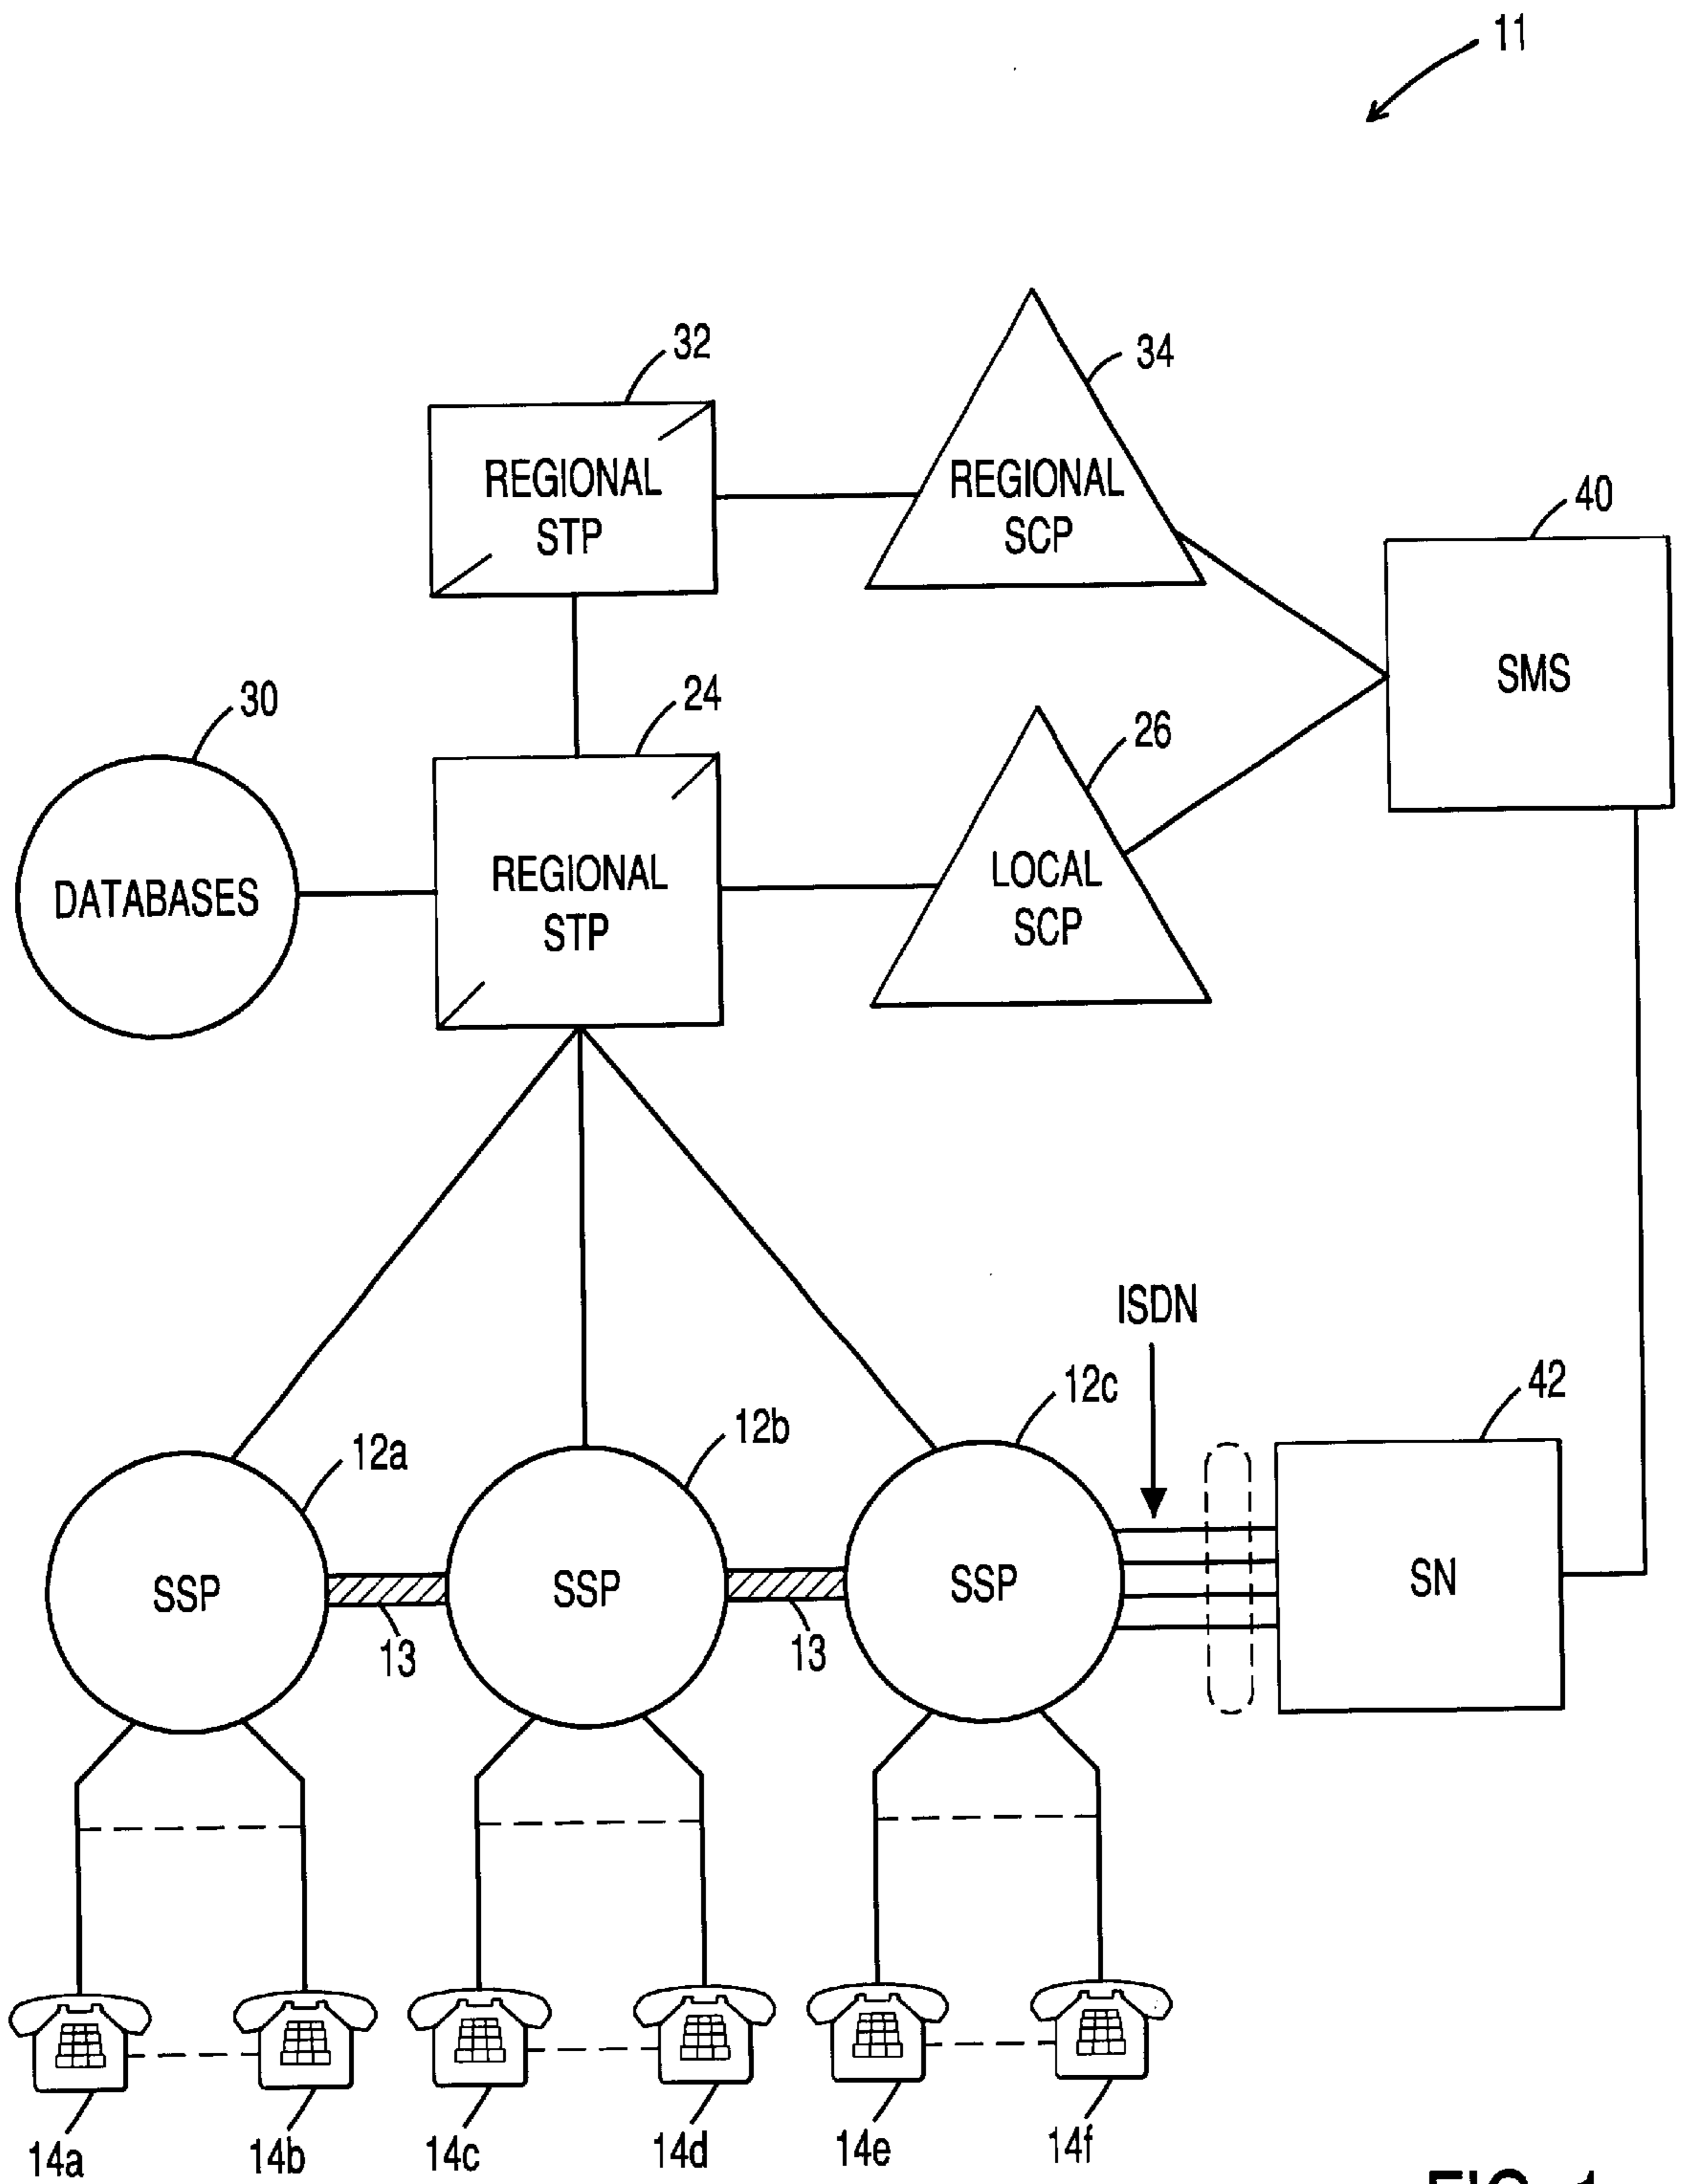 11
32
34
REGIONAL
STP
REGIONAL
SCP
40
SMS
30
24
26
DATABASES
REGIONAL
STP
LOCAL
SCP
ISDN
12a
12b
12c
42
SSP
SSP
SSP
SN
13
13
14a
14b
14c
14d
14e
14f